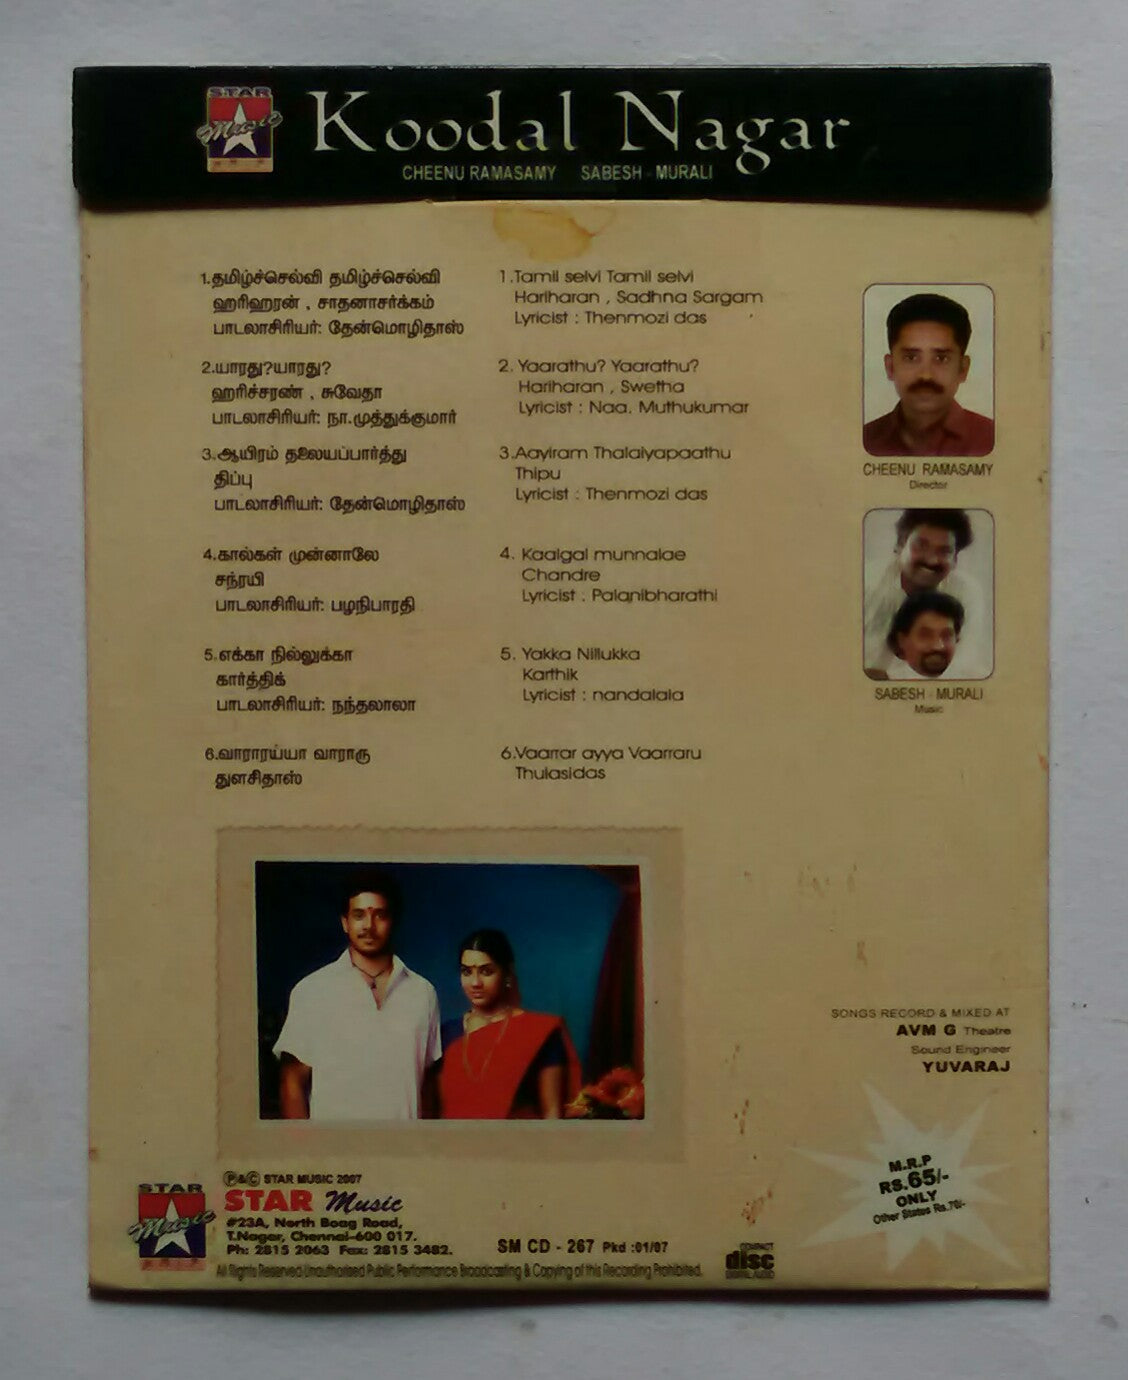 STAR
Music
Koodal Nagar
CHEENU RAMASAMY SABESH - MURALI
1.தமிழ்ச்செல்வி தமிழ்ச்செல்வி
ஹரிஹரன் , சாதனாசர்க்கம்
பாடலாசிரியர்: தேன்மொழிதாஸ்
2.யாரது?யாரது?
ஹரிச்சரண் , சுவேதா
பாடலாசிரியர்: நா.முத்துக்குமார்
3.ஆயிரம் தலையப்பார்த்து
திப்பு
பாடலாசிரியர்: தேன்மொழிதாஸ்
4.கால்கள் முன்னாலே
சந்ரயி
பாடலாசிரியர்: பழநிபாரதி
5.எக்கா நில்லுக்கா
கார்த்திக்
பாடலாசிரியர்: நந்தலாலா
6.வாராரய்யா வாராரு
துளசிதாஸ்
1.Tamil selvi Tamil selvi
Hariharan , Sadhna Sargam
Lyricist : Thenmozi das
2. Yaarathu? Yaarathu?
Hariharan , Swetha
Lyricist : Naa. Muthukumar
3.Aayiram Thalaiyapaathu
Thipu
Lyricist : Thenmozi das
4. Kaalgal munnalae
Chandre
Lyricist : Palanibharathi
5. Yakka Nillukka
Karthik
Lyricist : nandalala
6.Vaarrar ayya Vaarraru
Thulasidas
CHEENU RAMASAMY
Director
SABESH - MURALI
Music
SONGS RECORD & MIXED AT
AVM G Theatre
Sound Engineer
YUVARAJ
M.R.P
RS.65/-
ONLY
Other States Rs.70/-
STAR
Music
℗&© STAR MUSIC 2007
STAR Music
#23A, North Boag Road,
T.Nagar, Chennai-600 017.
Ph: 2815 2063 Fax: 2815 3482.
SM CD - 267 Pkd :01/07
COMPACT
disc
DIGITAL AUDIO
All Rights Reserved.Unauthorised Public Performance Broadcasting & Copying of this Recording Prohibited.